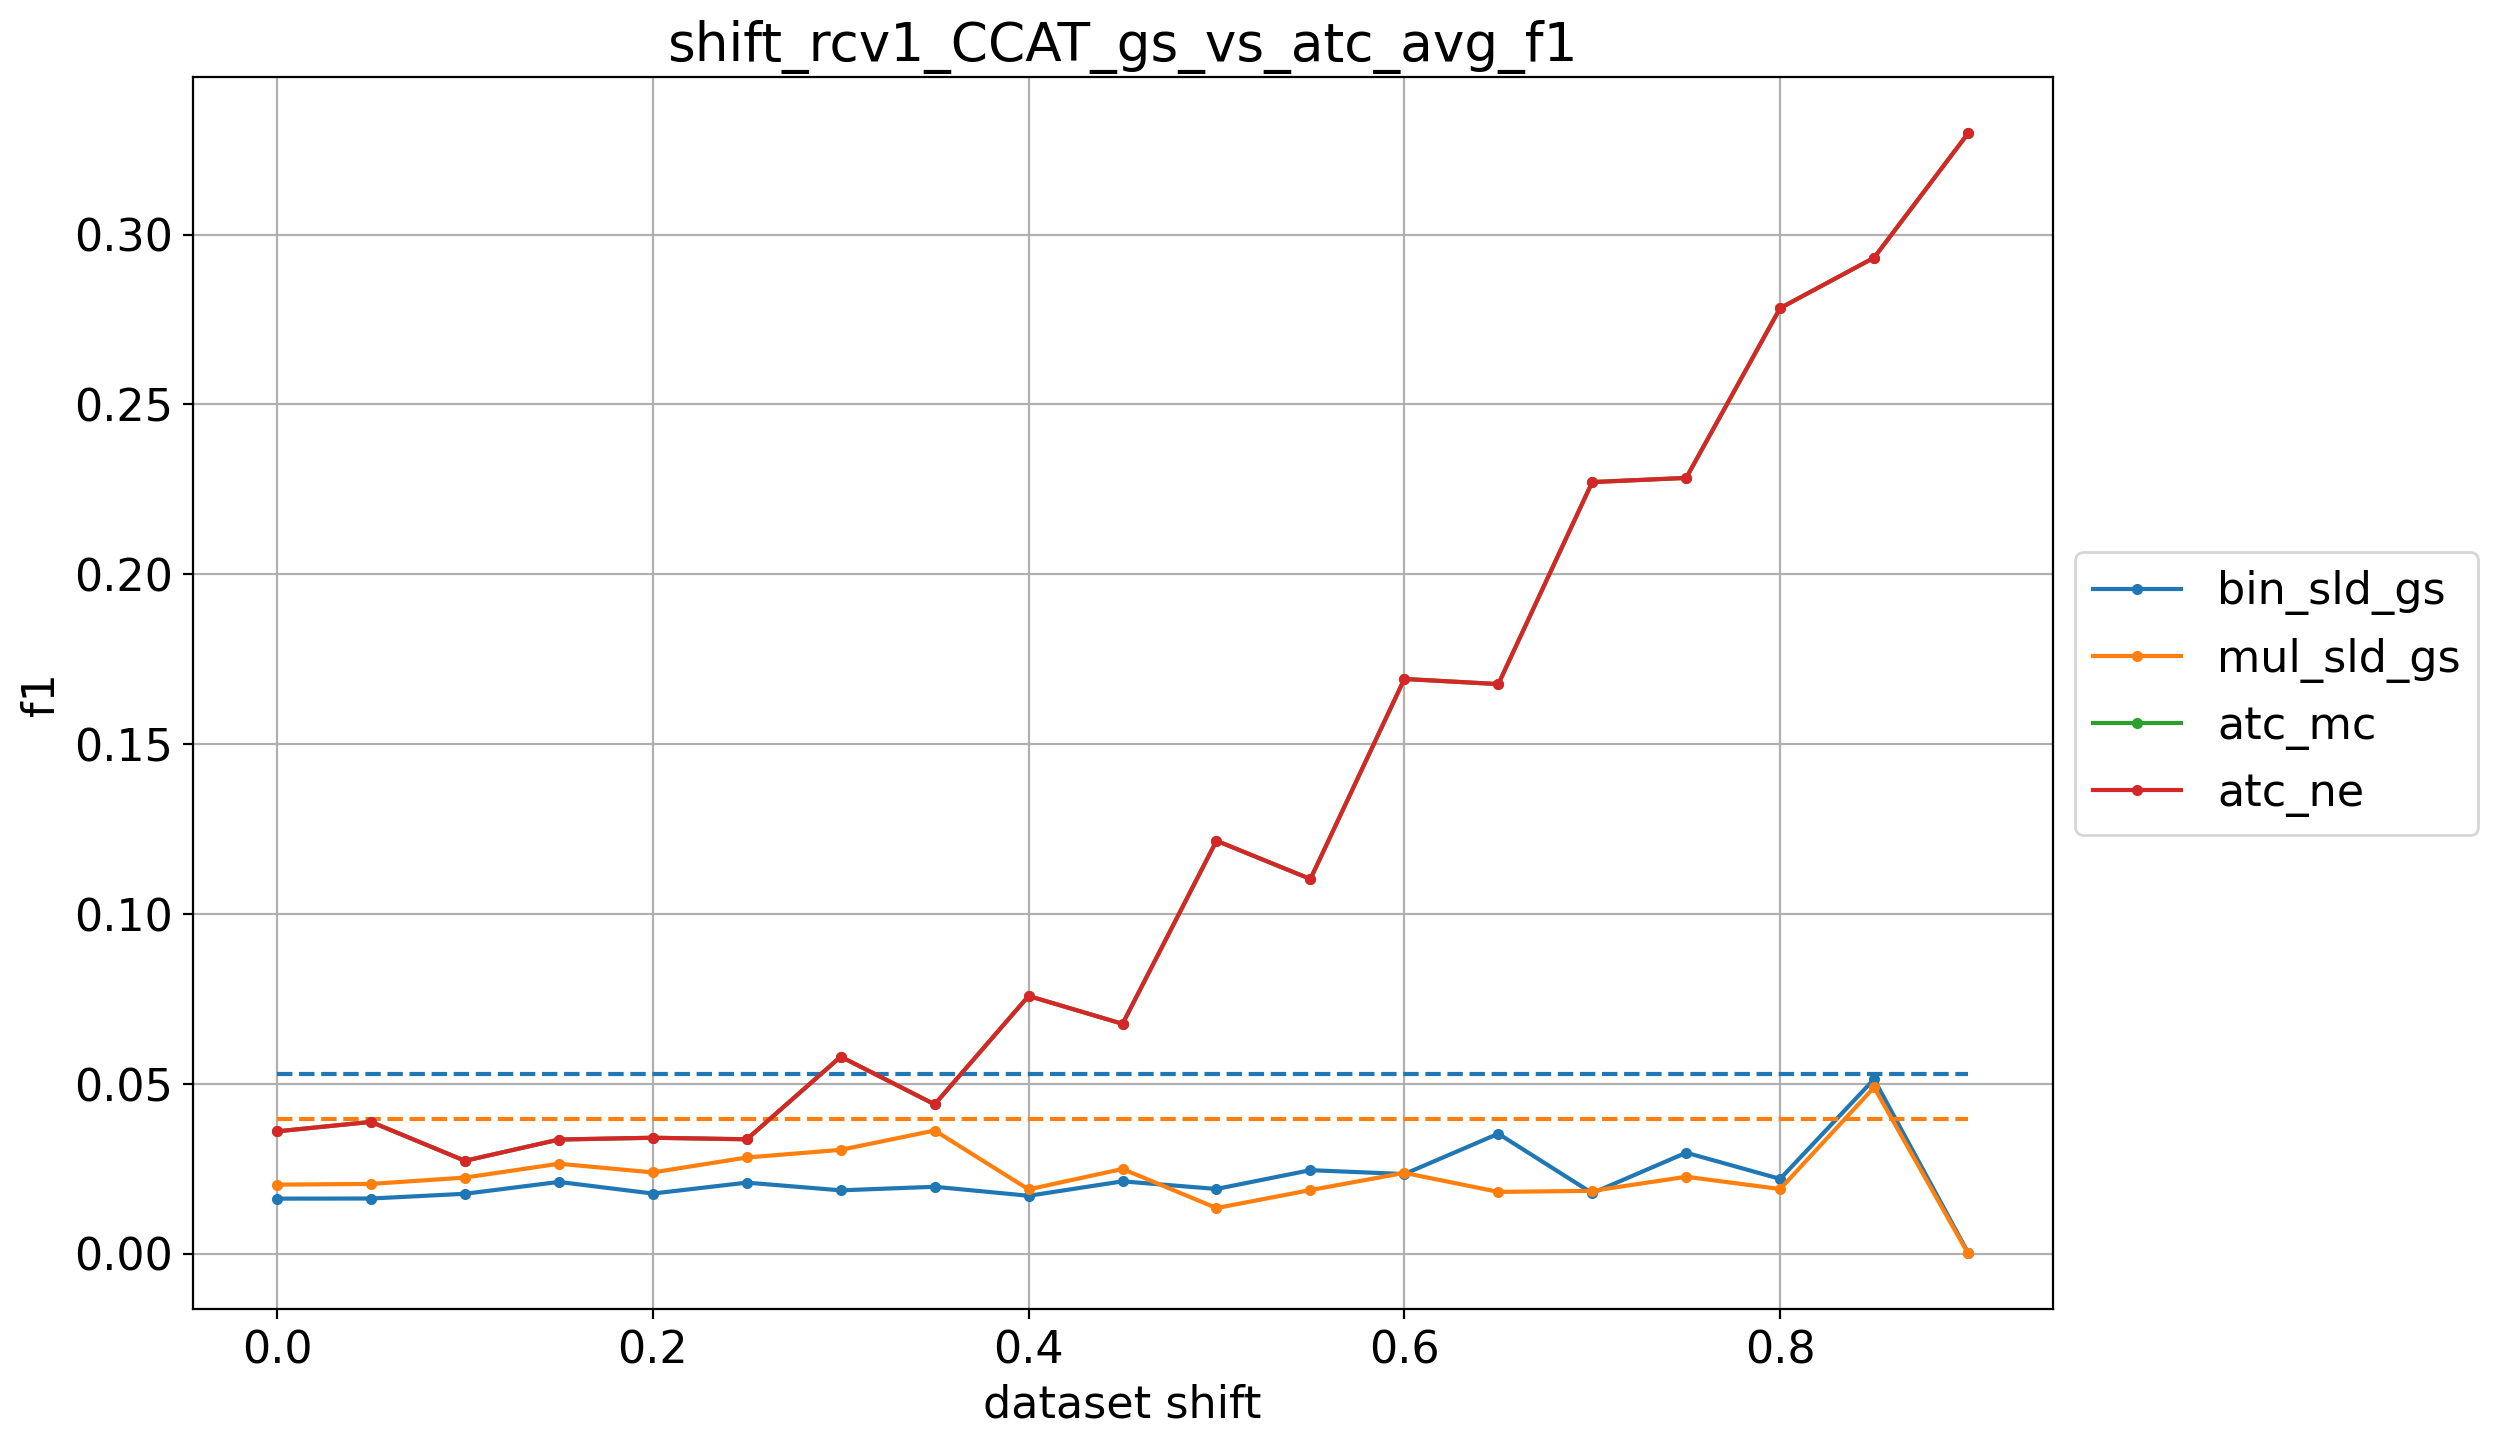 shift_rcv1_CCAT_gs_vs_atc_avg_f1
0.30
0.25
0.20
0.15
0.10
0.05
0.00
f1
0.0 0.2 0.4 0.6 0.8
dataset shift
bin_sld_gs
mul_sld_gs
atc_mc
atc_ne